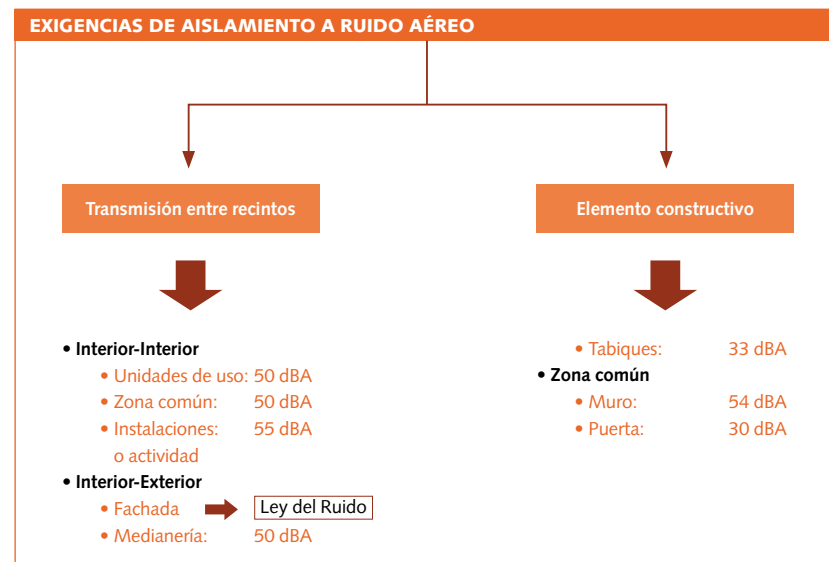 EXIGENCIAS DE AISLAMIENTO A RUIDO AÉREO
Transmisión entre recintos
• Interior-Interior
• Unidades de uso: 50 dBA
• Zona común: 50 dBA
• Instalaciones: 55 dBA
o actividad
• Interior-Exterior
• Fachada Ley del Ruido
• Medianería: 50 dBA
Elemento constructivo
• Tabiques: 33 dBA
• Zona común
• Muro: 54 dBA
• Puerta: 30 dBA